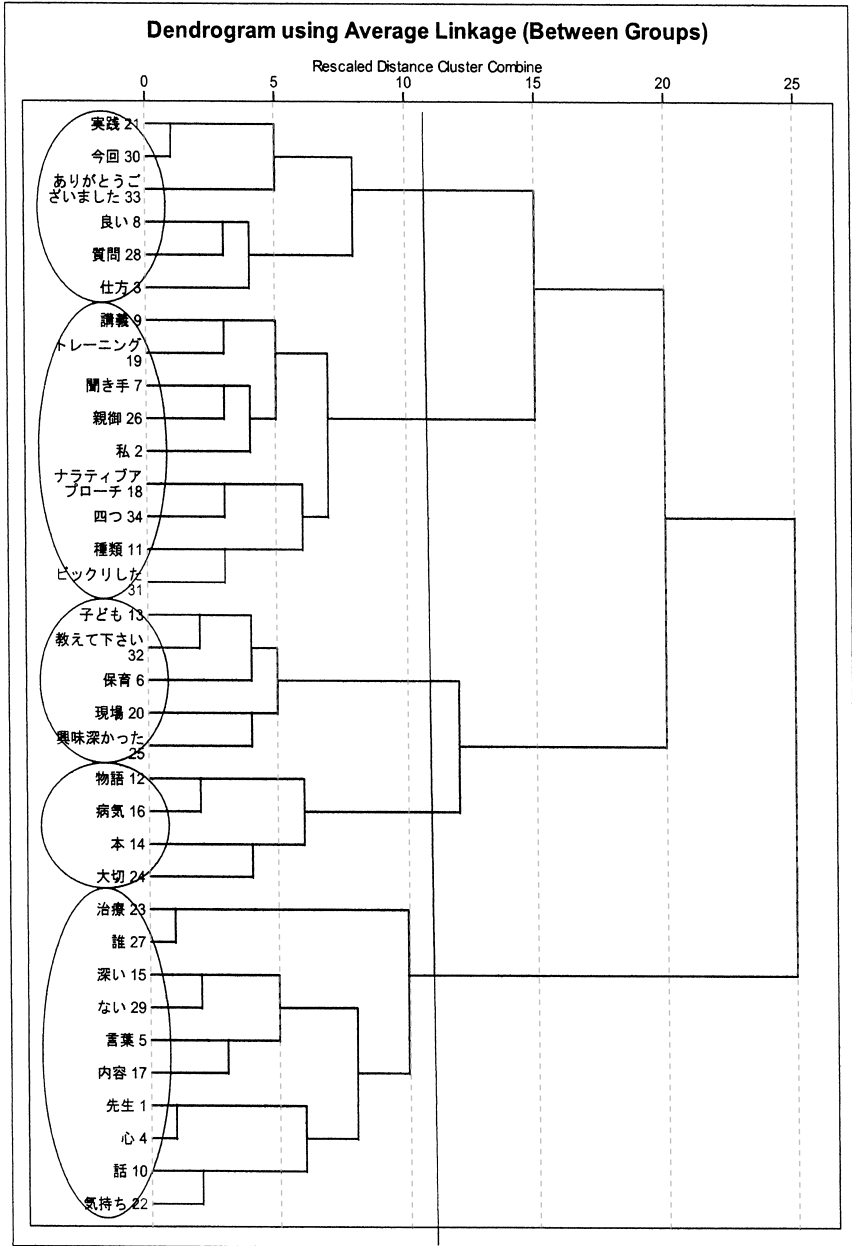 Dendrogram using Average Linkage (Between Groups)
Rescaled Distance Cluster Combine
0 5 10 15 20 25
実践 21
今回 30
ありがとうご
ざいました 33
良い 8
質問 28
仕方 3
講義 9
トレーニング
19
聞き手 7
親御 26
私 2
ナラティブア
プローチ 18
四つ 34
種類 11
ビックリした
31
子ども 13
教えて下さい
32
保育 6
現場 20
興味深かった
25
物語 12
病気 16
本 14
大切 24
治療 23
誰 27
深い 15
ない 29
言葉 5
内容 17
先生 1
心 4
話 10
気持ち 22